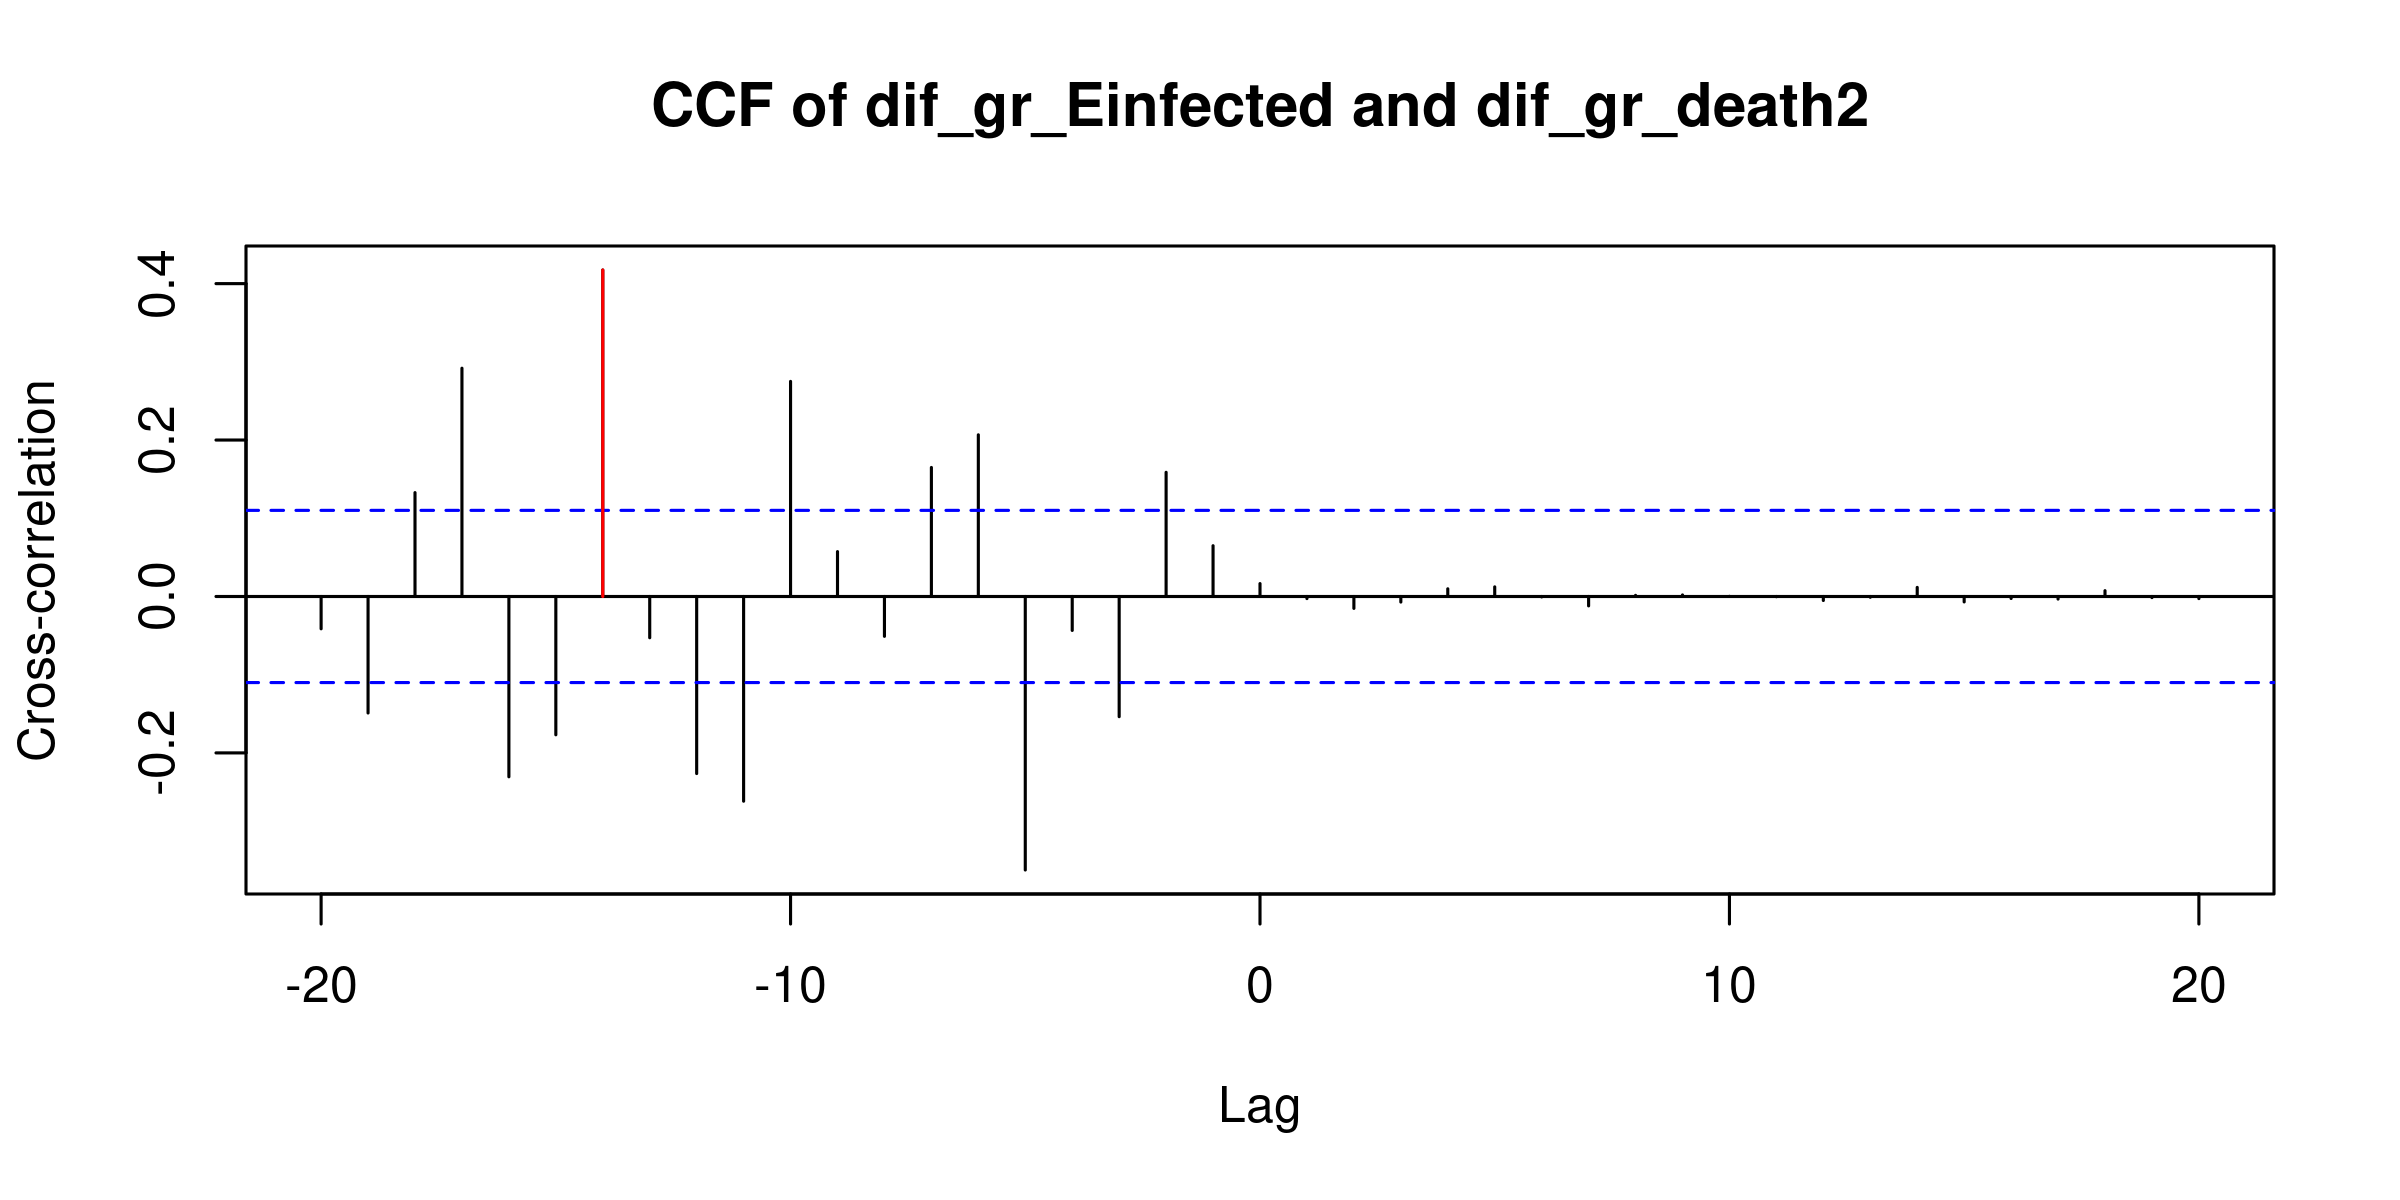 CCF of dif_gr_Einfected and dif_gr_death2
Cross-correlation
0.4
0.2
0.0
-0.2
-20 -10 0 10 20
Lag